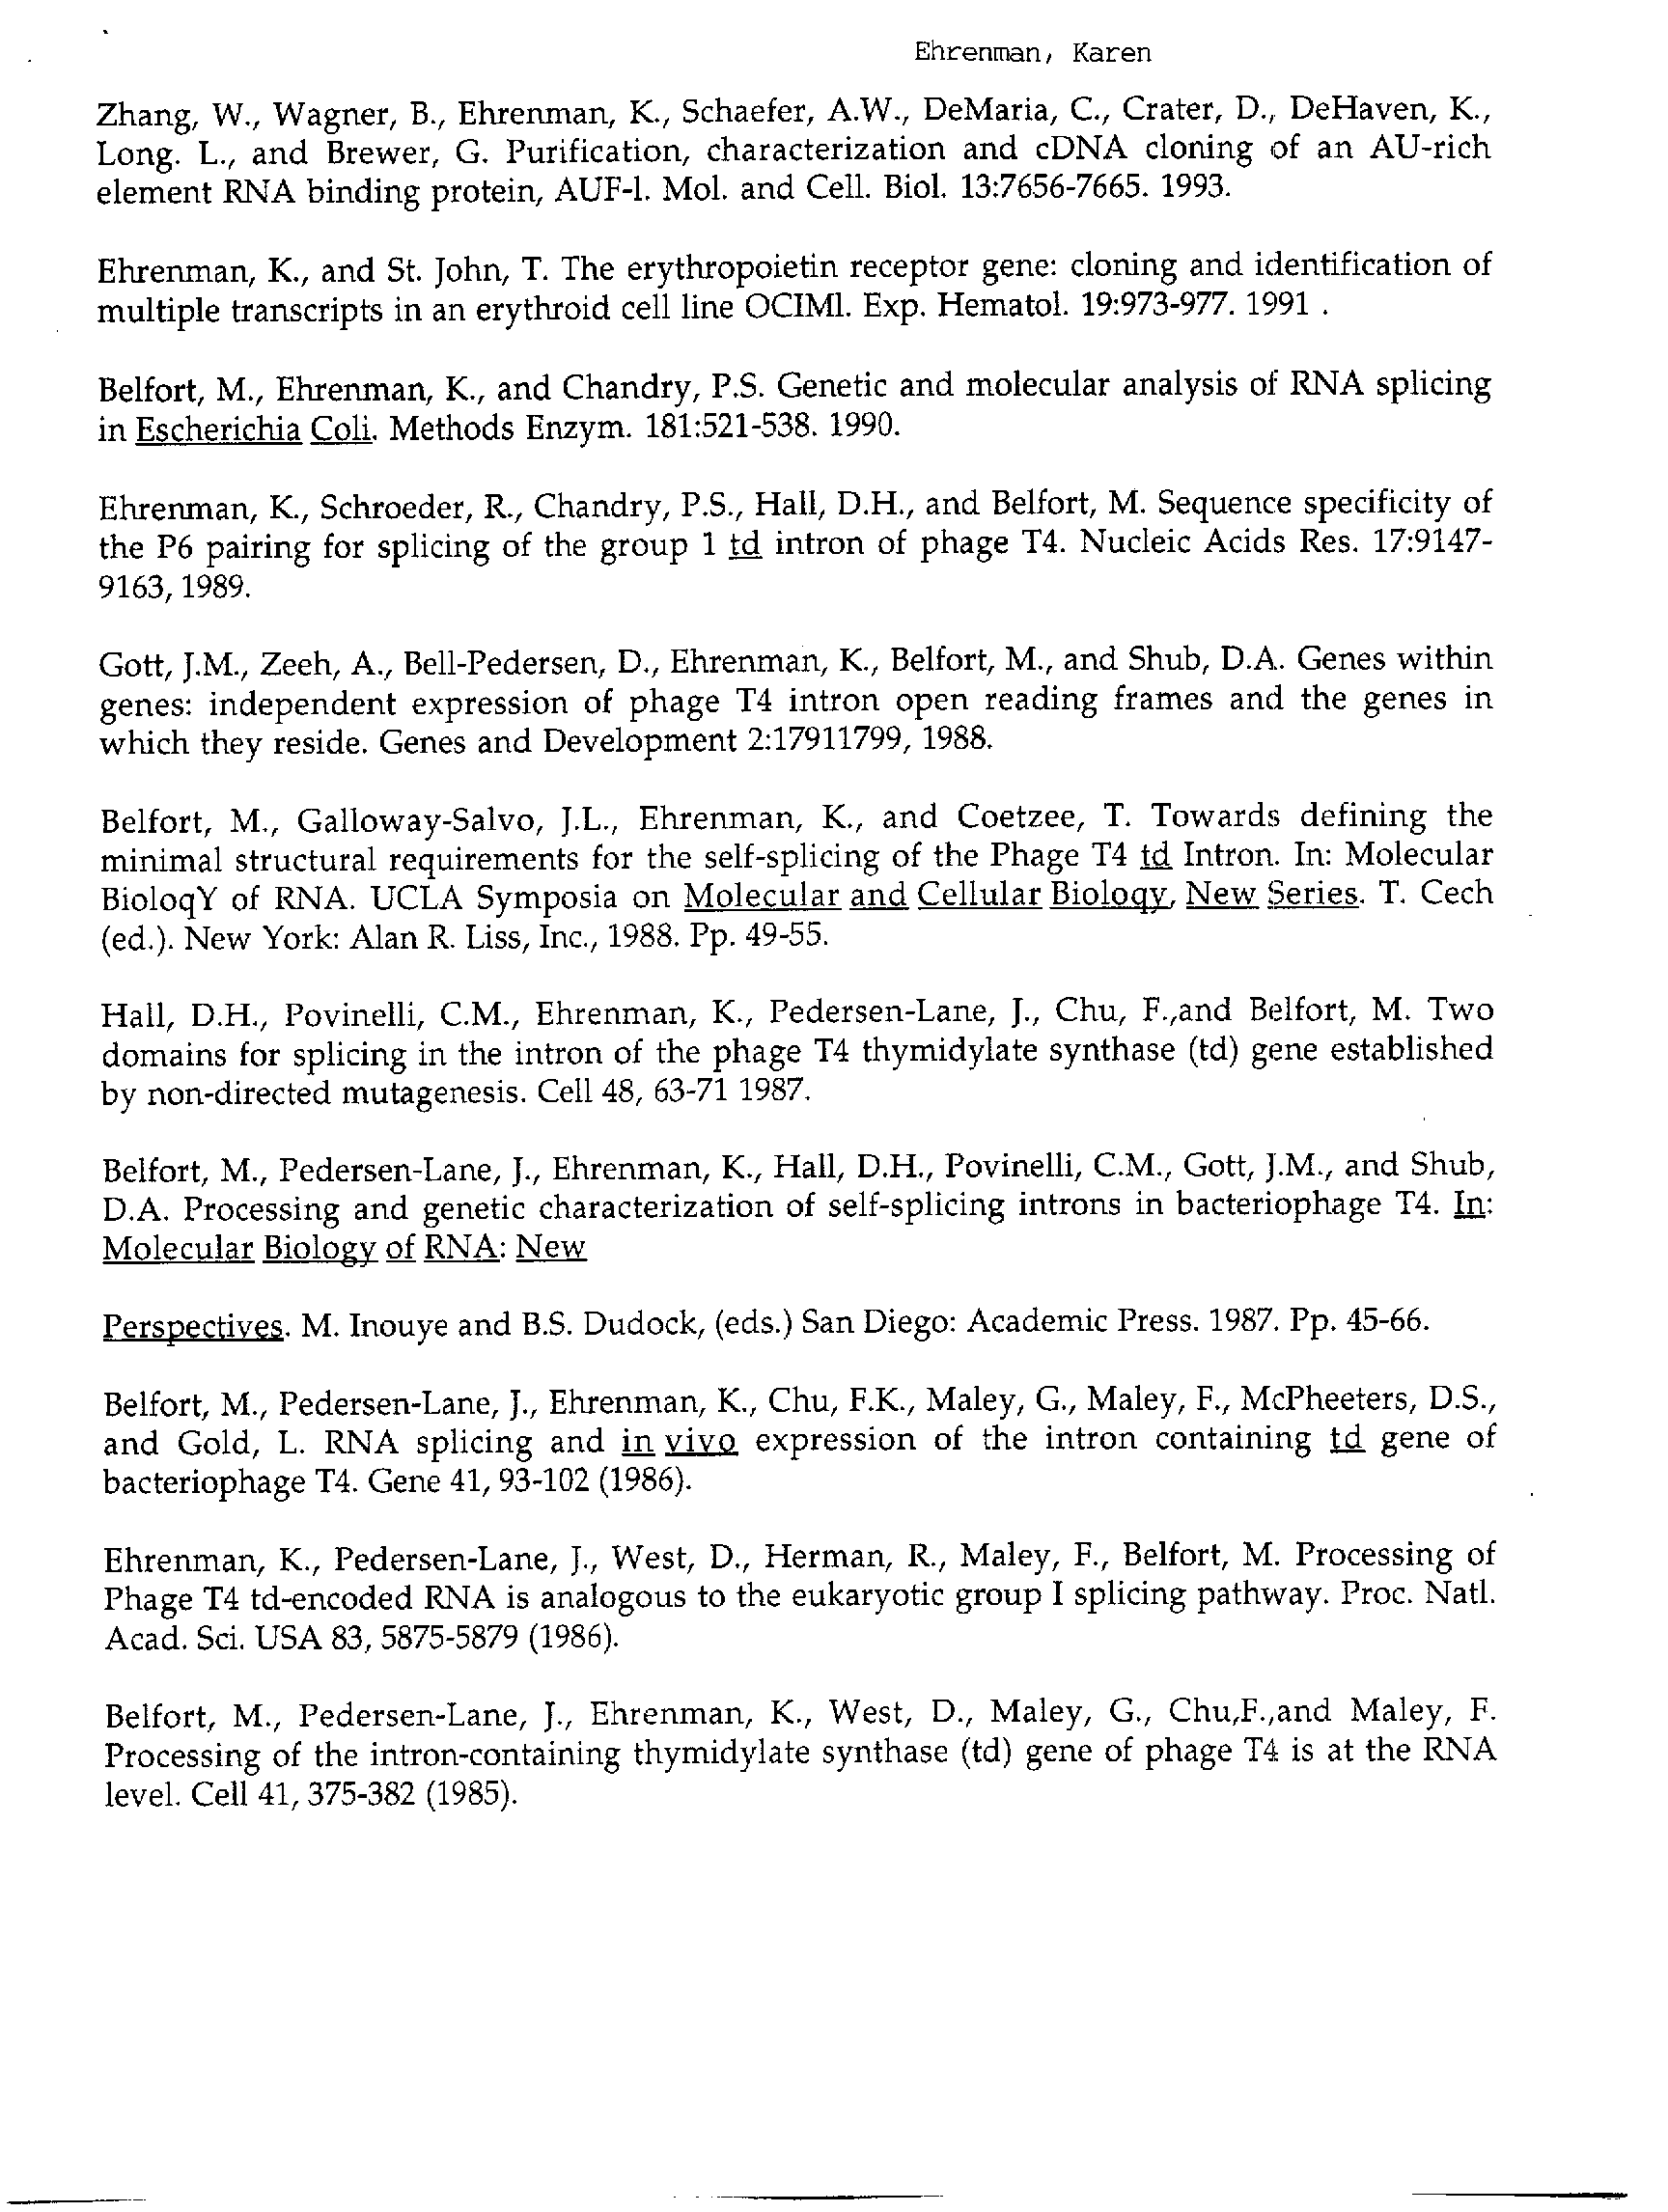 Ehrenman, Karen
Zhang, W., Wagner, B., Ehrenman, K., Schaefer, A.W., DeMaria, C., Crater, D., DeHaven, K.,
Long. L., and Brewer, G. Purification, characterization and cDNA cloning of an AU-rich
element RNA binding protein, AUF-l. Mol. and Cell. Biol. 13:7656-7665. 1993.
Ehrenman, K., and St. John, T. The erythropoietin receptor gene: cloning and identification of
multiple transcripts in an erythroid cell line OCIMl. Exp. Hematol. 19:973-977. 1991 .
Belfort, M., Ehrenman, K., and Chandry, P.S. Genetic and molecular analysis of RNA splicing
in Escherichia Coli. Methods Enzym. 181:521-538. 1990.
Ehrenman, K., Schroeder, R., Chandry, P.S., Hall, D.H., and Belfort, M. Sequence specificity of
the P6 pairing for splicing of the group 1 td intron of phage T4. Nucleic Acids Res. 17:9147-
9163, 1989.
Gott, J.M., Zeeh, A., Bell-Pedersen, D., Ehrenman, K., Belfort, M., and Shub, D.A. Genes within
genes: independent expression of phage T4 intron open reading frames and the genes in
which they reside. Genes and Development 2:17911799, 1988.
Belfort, M., Galloway-Salvo, J.L., Ehrenman, K., and Coetzee, T. Towards defining the
minimal structural requirements for the self-splicing of the Phage T4 td Intron. In: Molecular
BioloqY of RNA. UCLA Symposia on Molecular and Cellular Bioloqy, New Series. T. Cech
(ed.). New York: Alan R. Liss, Inc., 1988. Pp. 49-55.
Hall, D.H., Povinelli, C.M., Ehrenman, K., Pedersen-Lane, J., Chu, F.,and Belfort, M. Two
domains for splicing in the intron of the phage T4 thymidylate synthase (td) gene established
by non-directed mutagenesis. Cell 48, 63-71 1987.
Belfort, M., Pedersen-Lane, J., Ehrenman, K., Hall, D.H., Povinelli, C.M., Gott, J.M., and Shub,
D.A. Processing and genetic characterization of self-splicing introns in bacteriophage T4. In:
Molecular Biology of RNA: New
Perspectives. M. Inouye and B.S. Dudock, (eds.) San Diego: Academic Press. 1987. Pp. 45-66.
Belfort, M., Pedersen-Lane, J., Ehrenman, K., Chu, F.K., Maley, G., Maley, F., McPheeters, D.S.,
and Gold, L. RNA splicing and in vivo expression of the intron containing td gene of
bacteriophage T4. Gene 41, 93-102 (1986).
Ehrenman, K., Pedersen-Lane, J., West, D., Herman, R., Maley, F., Belfort, M. Processing of
Phage T4 td-encoded RNA is analogous to the eukaryotic group I splicing pathway. Proc. Natl.
Acad. Sci. USA 83, 5875-5879 (1986).
Belfort, M., Pedersen-Lane, J., Ehrenman, K., West, D., Maley, G., Chu,F.,and Maley, F.
Processing of the intron-containing thymidylate synthase (td) gene of phage T4 is at the RNA
level. Cell 41, 375-382 (1985).